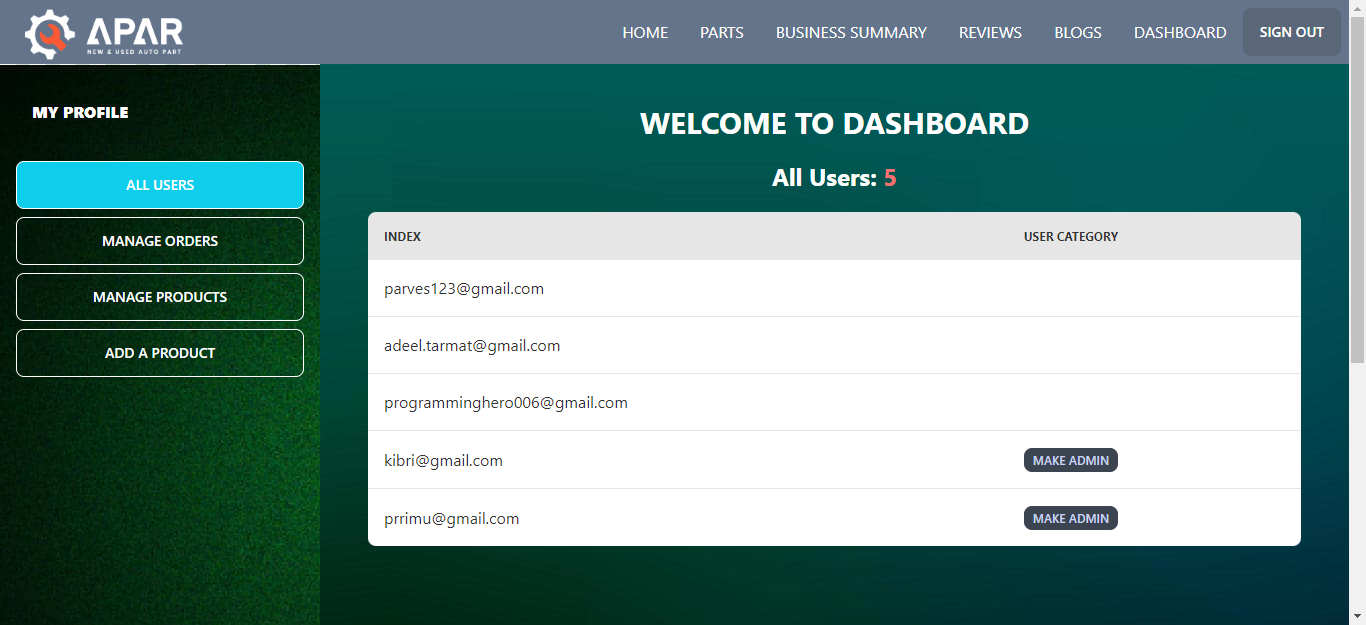 APAR
NEW & USED AUTO PART
HOME PARTS BUSINESS SUMMARY REVIEWS BLOGS DASHBOARD SIGN OUT
MY PROFILE
ALL USERS
MANAGE ORDERS
MANAGE PRODUCTS
ADD A PRODUCT
WELCOME TO DASHBOARD
All Users: 5
INDEX USER CATEGORY
parves123@gmail.com
adeel.tarmat@gmail.com
programminghero006@gmail.com
kibri@gmail.com MAKE ADMIN
prrimu@gmail.com MAKE ADMIN